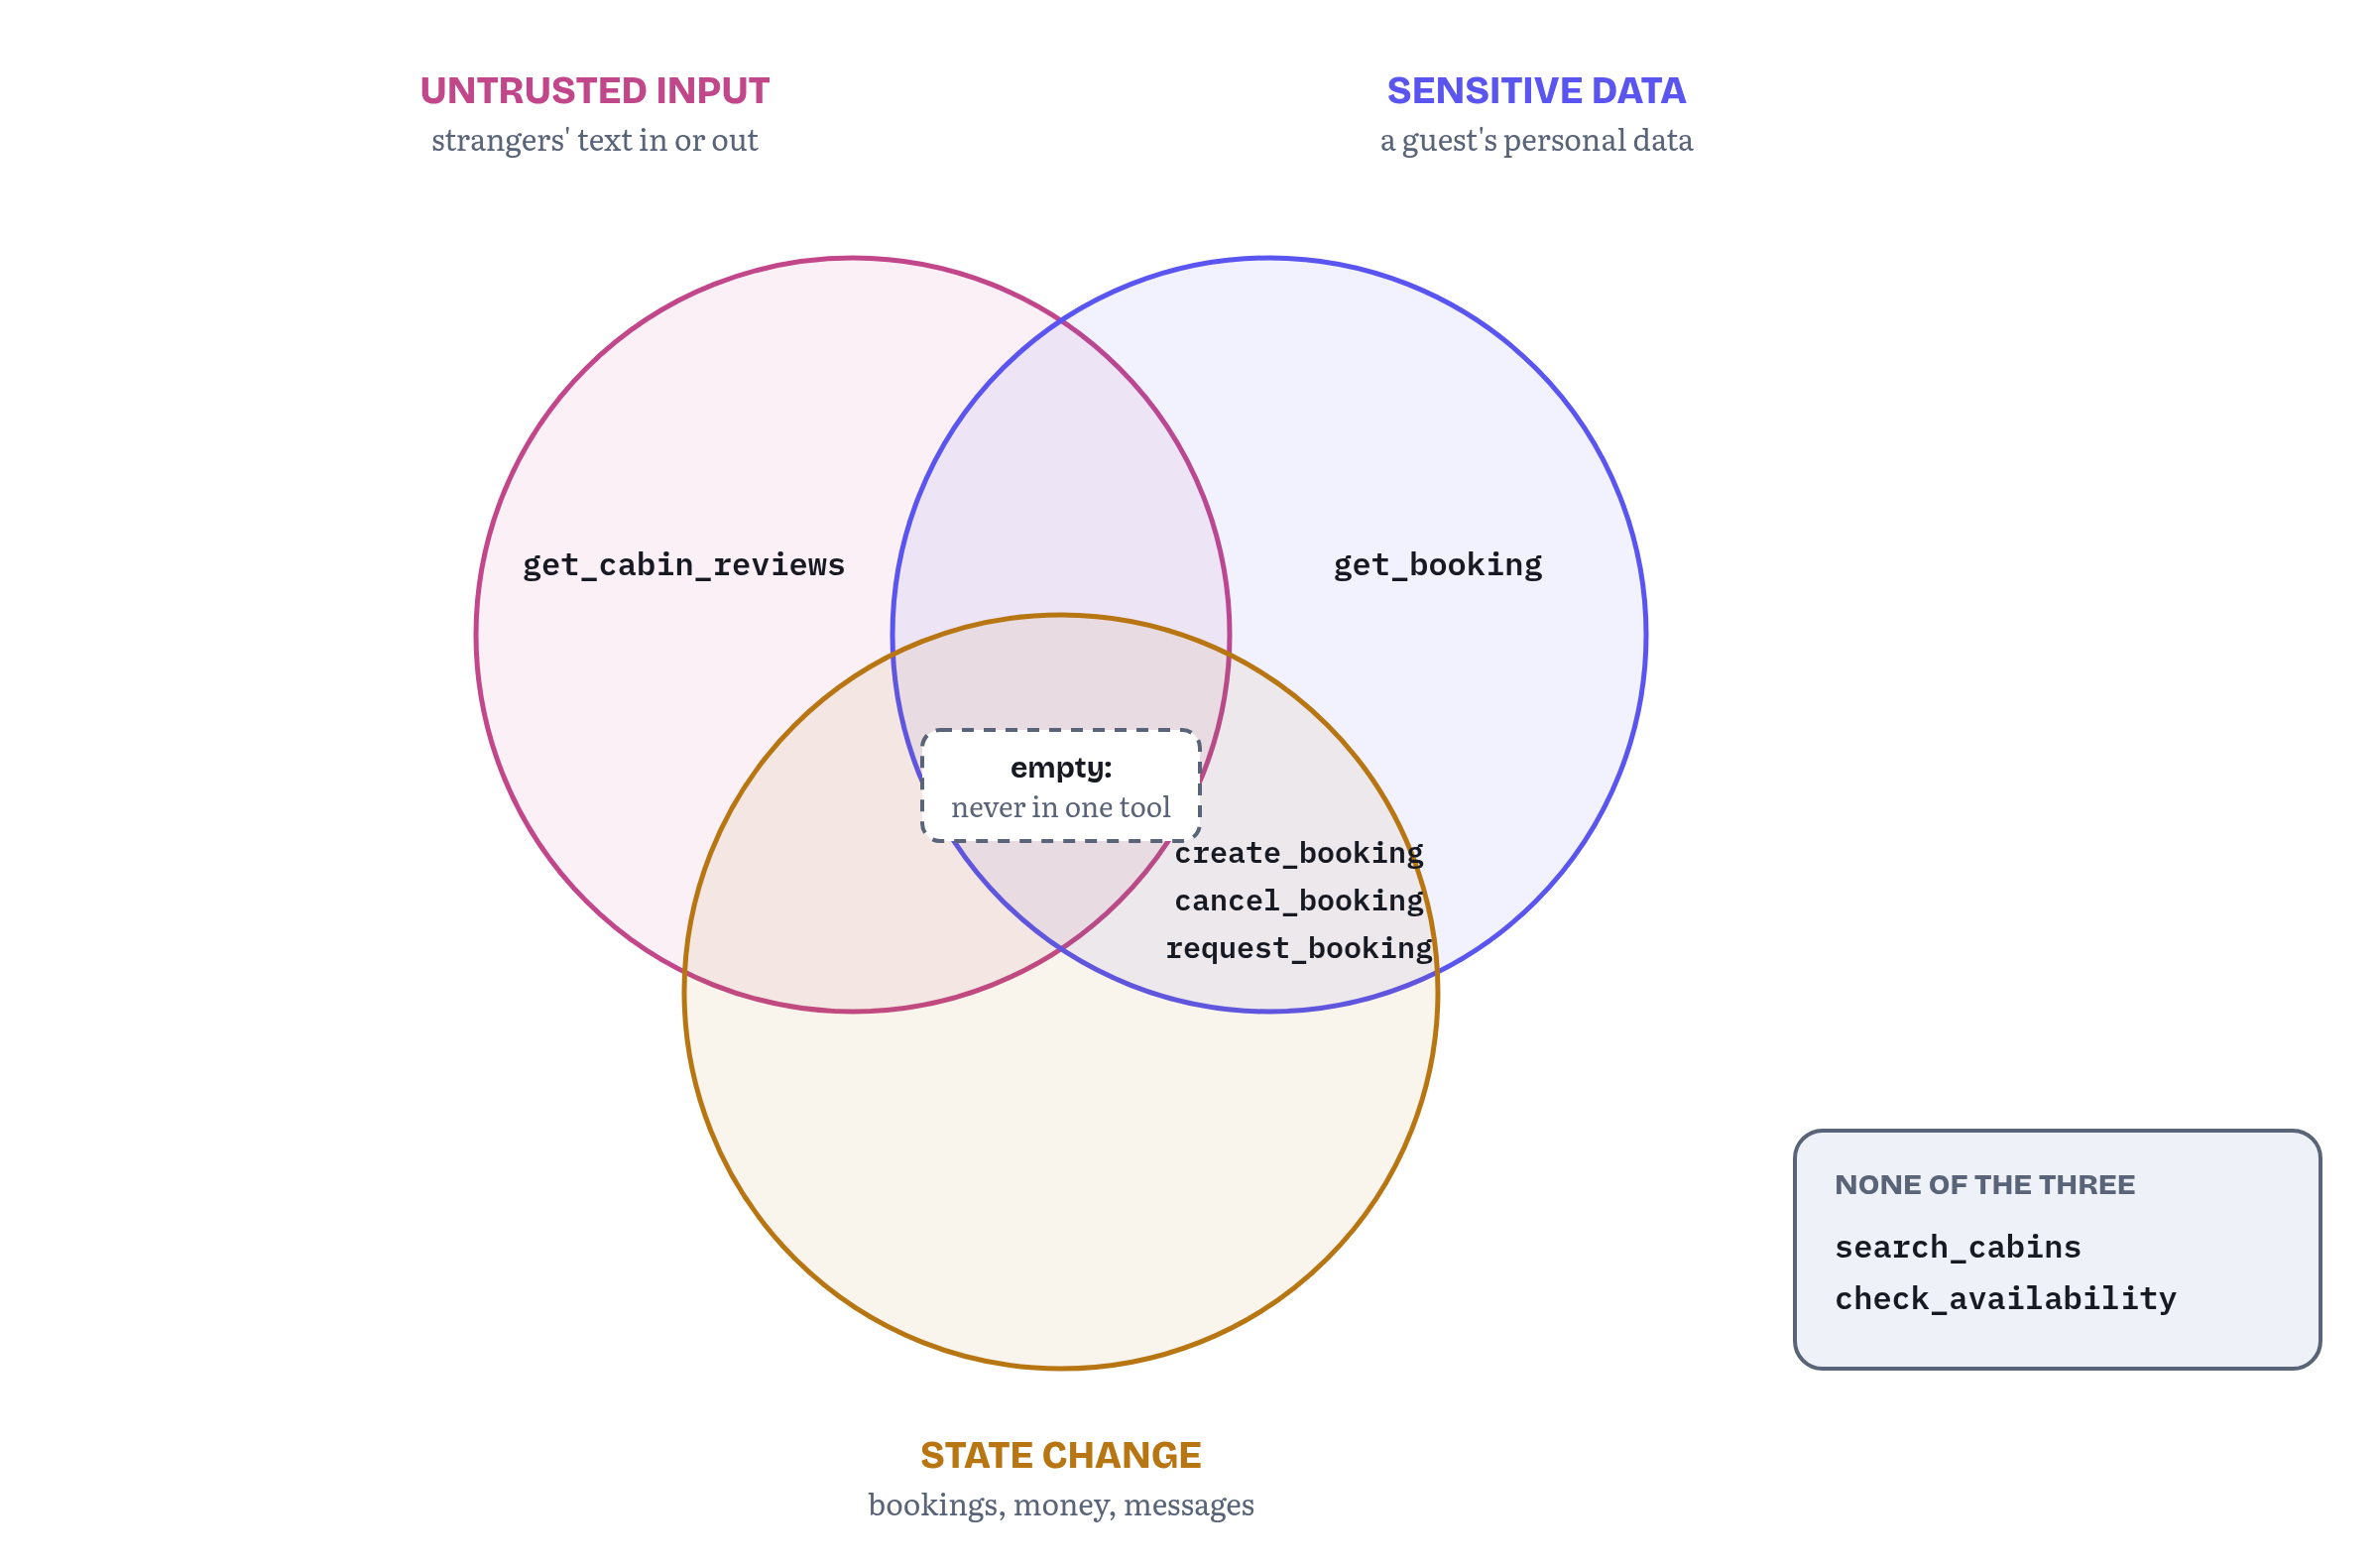 UNTRUSTED INPUT
strangers' text in or out
SENSITIVE DATA
a guest's personal data
get_cabin_reviews
get_booking
empty:
never in one tool
create_booking
cancel_booking
request_booking
NONE OF THE THREE
search_cabins
check_availability
STATE CHANGE
bookings, money, messages